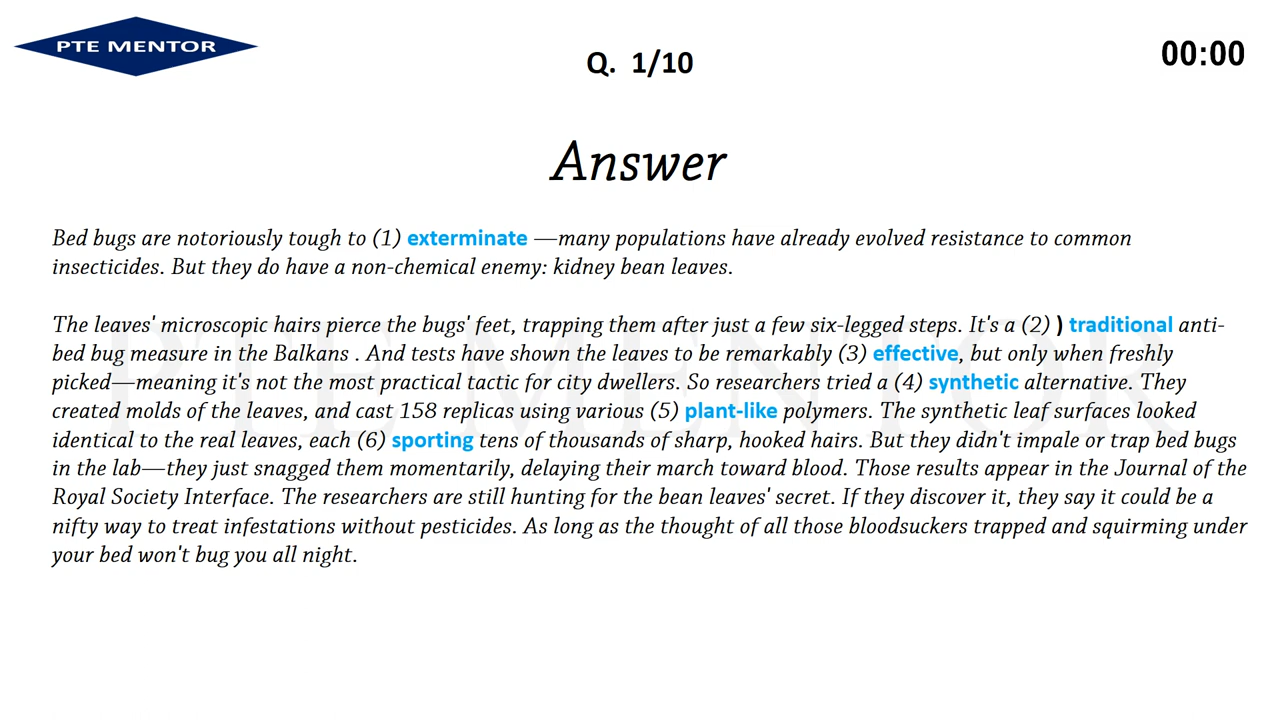 PTE MENTOR
Q. 1/10
00:00
Answer
Bed bugs are notoriously tough to (1) exterminate —many populations have already evolved resistance to common
insecticides. But they do have a non-chemical enemy: kidney bean leaves.
The leaves' microscopic hairs pierce the bugs' feet, trapping them after just a few six-legged steps. It's a (2) ) traditional anti-
bed bug measure in the Balkans . And tests have shown the leaves to be remarkably (3) effective, but only when freshly
picked—meaning it's not the most practical tactic for city dwellers. So researchers tried a (4) synthetic alternative. They
created molds of the leaves, and cast 158 replicas using various (5) plant-like polymers. The synthetic leaf surfaces looked
identical to the real leaves, each (6) sporting tens of thousands of sharp, hooked hairs. But they didn't impale or trap bed bugs
in the lab—they just snagged them momentarily, delaying their march toward blood. Those results appear in the Journal of the
Royal Society Interface. The researchers are still hunting for the bean leaves' secret. If they discover it, they say it could be a
nifty way to treat infestations without pesticides. As long as the thought of all those bloodsuckers trapped and squirming under
your bed won't bug you all night.
PTE MENTOR